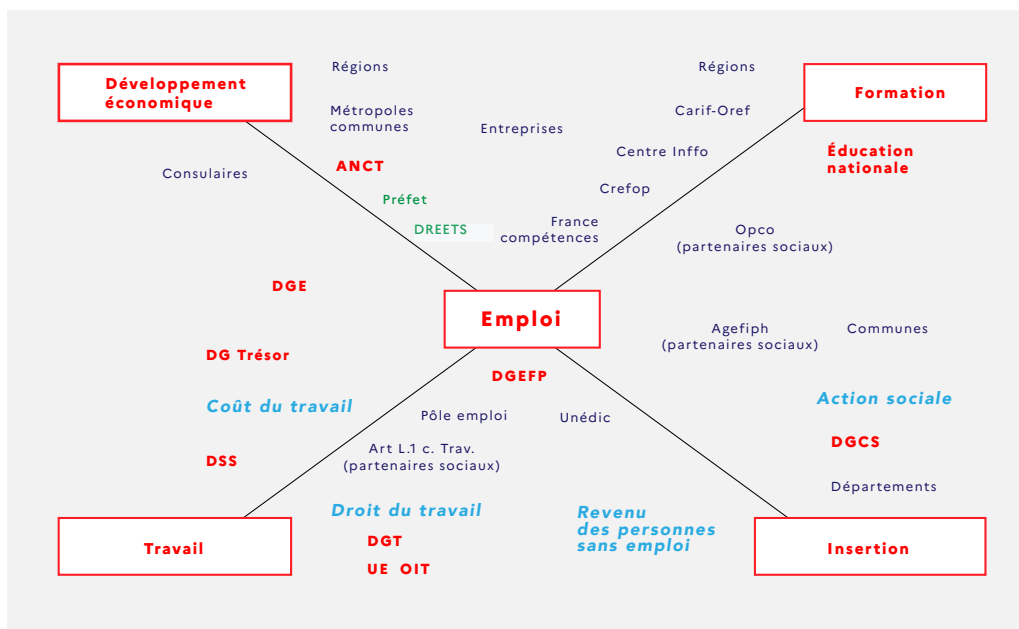 Régions
Régions
Développement
économique
Formation
Métropoles
communes
Carif-Oref
Entreprises
Centre Inffo
Éducation
nationale
ANCT
Consulaires
Crefop
Préfet
France
compétences
DREETS
Opco
(partenaires sociaux)
DGE
Emploi
Agefiph
(partenaires sociaux)
Communes
DG Trésor
DGEFP
Coût du travail
Action sociale
Pôle emploi
Unédic
DGCS
Art L.1 c. Trav.
(partenaires sociaux)
DSS
Départements
Droit du travail
Revenu
des personnes
sans emploi
DGT
Travail
Insertion
UE OIT